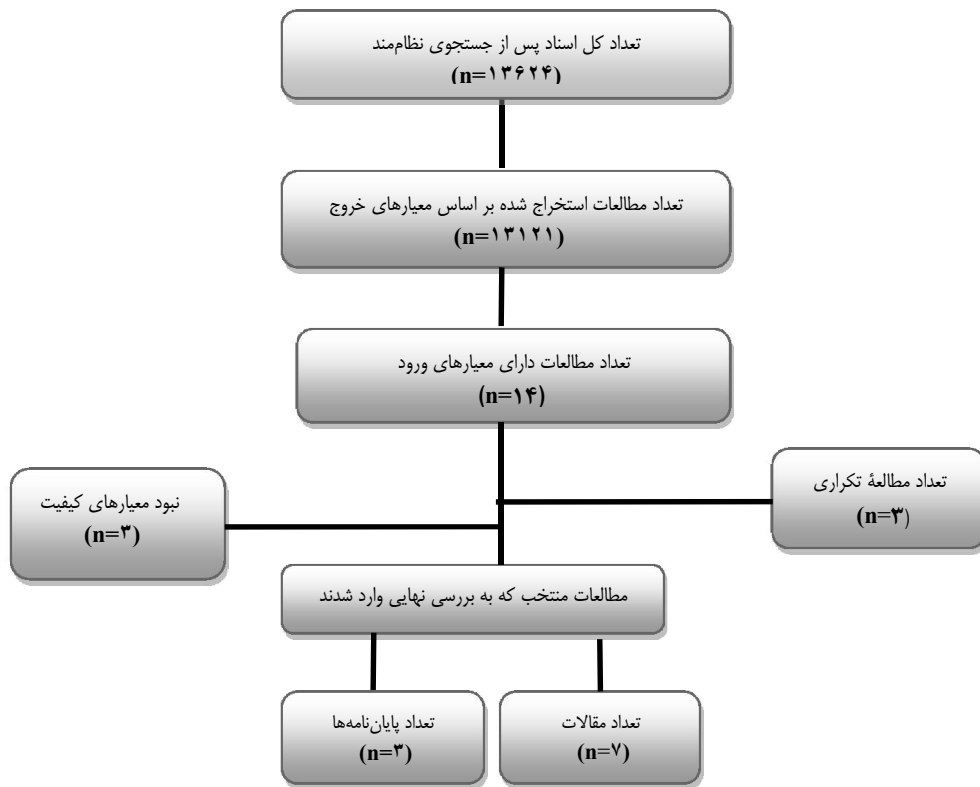 تعداد کل اسناد پس از جستجوی نظام‌مند
(n=۱۳۶۲۴)
تعداد مطالعات استخراج شده بر اساس معیارهای خروج
(n=۱۳۱۲۱)
تعداد مطالعات دارای معیارهای ورود
(n=۱۴)
تعداد مطالعهٔ تکراری
(n=۳)
نبود معیارهای کیفیت
(n=۳)
مطالعات منتخب که به بررسی نهایی وارد شدند
تعداد مقالات
(n=۷)
تعداد پایان‌نامه‌ها
(n=۳)